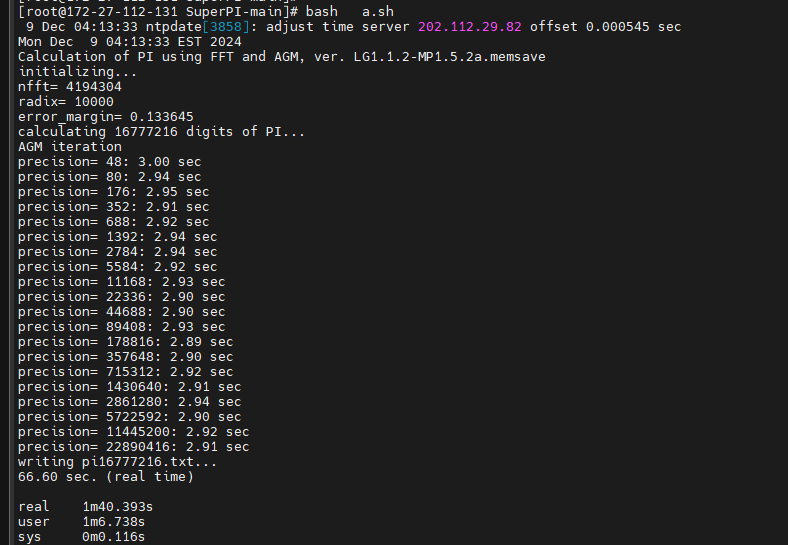 [root@172-27-112-131 SuperPI-main]# bash   a.sh
 9 Dec 04:13:33 ntpdate[3858]: adjust time server 202.112.29.82 offset 0.000545 sec
Mon Dec  9 04:13:33 EST 2024
Calculation of PI using FFT and AGM, ver. LG1.1.2-MP1.5.2a.memsave
initializing...
nfft= 4194304
radix= 10000
error_margin= 0.133645
calculating 16777216 digits of PI...
AGM iteration
precision= 48: 3.00 sec
precision= 80: 2.94 sec
precision= 176: 2.95 sec
precision= 352: 2.91 sec
precision= 688: 2.92 sec
precision= 1392: 2.94 sec
precision= 2784: 2.94 sec
precision= 5584: 2.92 sec
precision= 11168: 2.93 sec
precision= 22336: 2.90 sec
precision= 44688: 2.90 sec
precision= 89408: 2.93 sec
precision= 178816: 2.89 sec
precision= 357648: 2.90 sec
precision= 715312: 2.92 sec
precision= 1430640: 2.91 sec
precision= 2861280: 2.94 sec
precision= 5722592: 2.90 sec
precision= 11445200: 2.92 sec
precision= 22890416: 2.91 sec
writing pi16777216.txt...
66.60 sec. (real time)

real    1m40.393s
user    1m6.738s
sys     0m0.116s